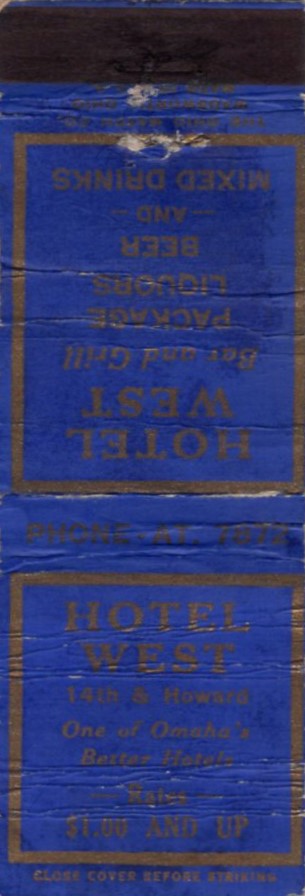 HOTEL
WEST
Bar and Grill
PACKAGE
LIQUORS
BEER
— AND —
MIXED DRINKS
PHONE - AT. 7872
HOTEL
WEST
14th & Howard
One of Omaha's
Better Hotels
— Rates —
$1.00 AND UP
CLOSE COVER BEFORE STRIKING